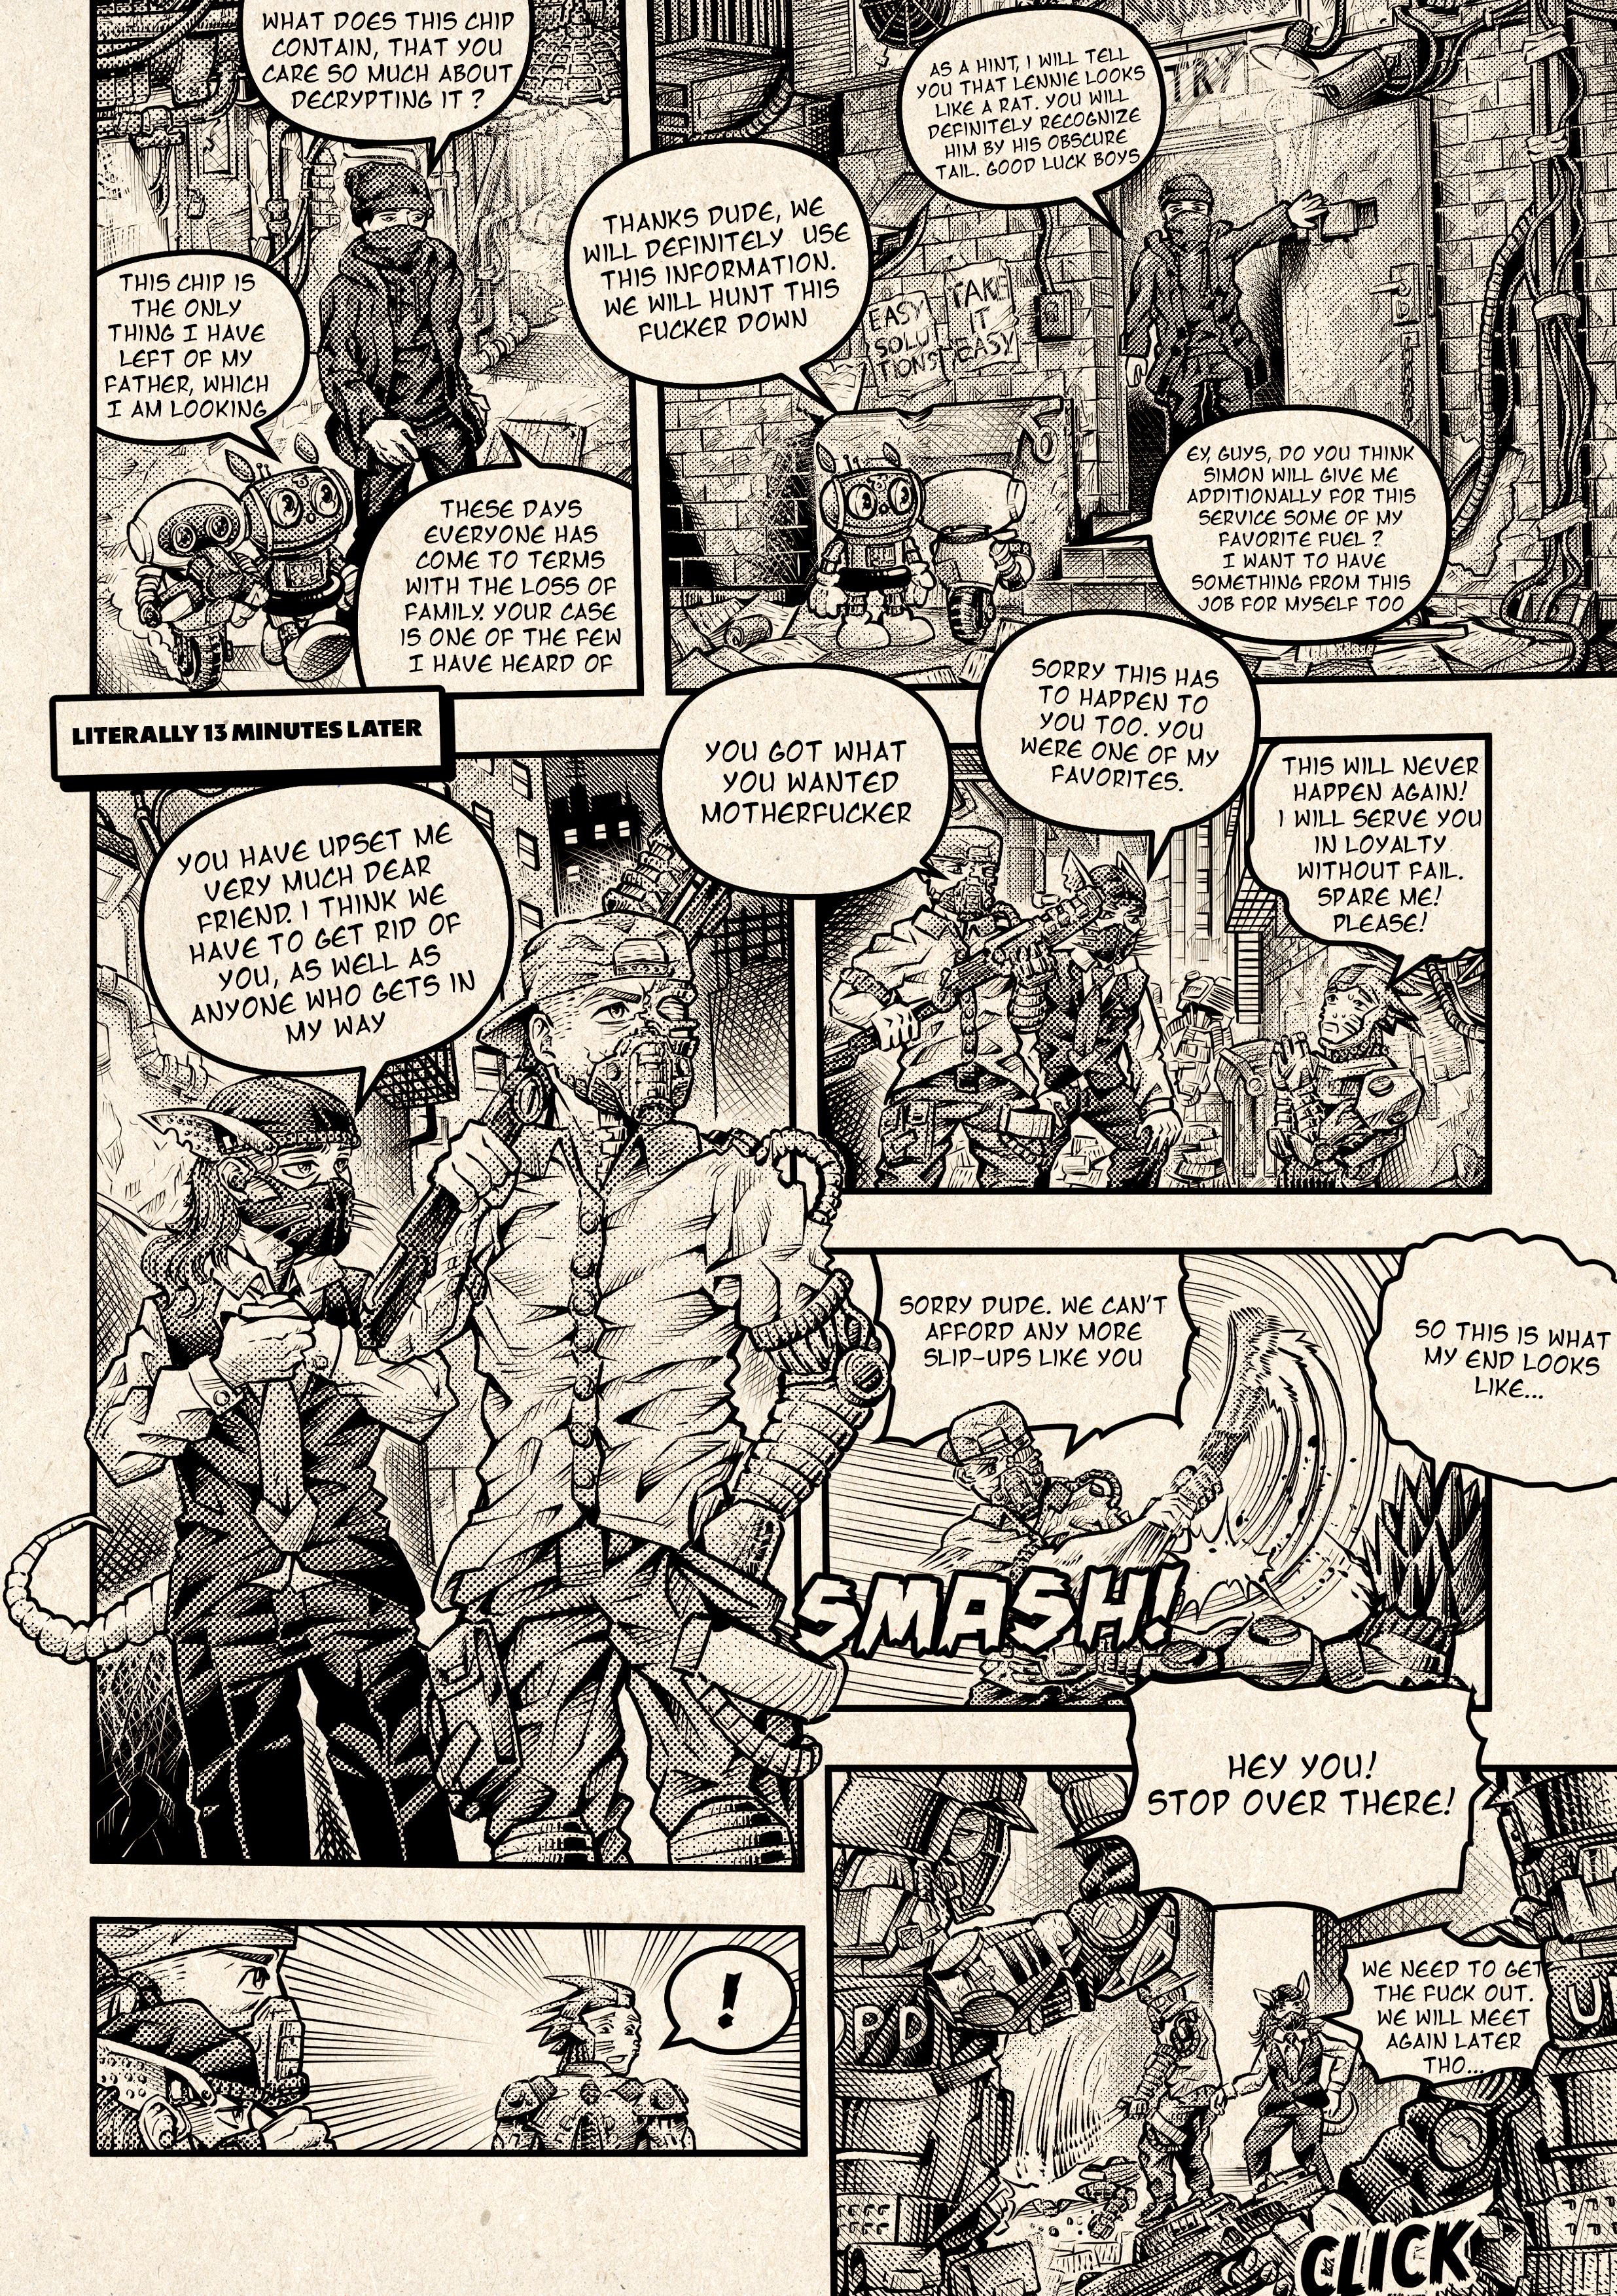 WHAT DOES THIS CHIP
CONTAIN, THAT YOU
CARE SO MUCH ABOUT
DECRYPTING IT ?
THIS CHIP IS
THE ONLY
THING I HAVE
LEFT OF MY
FATHER, WHICH
I AM LOOKING
THESE DAYS
EVERYONE HAS
COME TO TERMS
WITH THE LOSS OF
FAMILY. YOUR CASE
IS ONE OF THE FEW
I HAVE HEARD OF
AS A HINT, I WILL TELL
YOU THAT LENNIE LOOKS
LIKE A RAT. YOU WILL
DEFINITELY RECOGNIZE
HIM BY HIS OBSCURE
TAIL. GOOD LUCK BOYS
TRY
THANKS DUDE, WE
WILL DEFINITELY USE
THIS INFORMATION.
WE WILL HUNT THIS
FUCKER DOWN
EASY
SOLU
TIONS
TAKE
IT
EASY
EY, GUYS, DO YOU THINK
SIMON WILL GIVE ME
ADDITIONALLY FOR THIS
SERVICE SOME OF MY
FAVORITE FUEL ?
I WANT TO HAVE
SOMETHING FROM THIS
JOB FOR MYSELF TOO
LITERALLY 13 MINUTES LATER
YOU HAVE UPSET ME
VERY MUCH DEAR
FRIEND. I THINK WE
HAVE TO GET RID OF
YOU, AS WELL AS
ANYONE WHO GETS IN
MY WAY
YOU GOT WHAT
YOU WANTED
MOTHERFUCKER
SORRY THIS HAS
TO HAPPEN TO
YOU TOO. YOU
WERE ONE OF MY
FAVORITES.
THIS WILL NEVER
HAPPEN AGAIN!
I WILL SERVE YOU
IN LOYALTY
WITHOUT FAIL.
SPARE ME!
PLEASE!
SORRY DUDE. WE CAN'T
AFFORD ANY MORE
SLIP-UPS LIKE YOU
SO THIS IS WHAT
MY END LOOKS
LIKE...
SMASH!
!
HEY YOU!
STOP OVER THERE!
PD
U
WE NEED TO GET
THE FUCK OUT.
WE WILL MEET
AGAIN LATER
THO...
CLICK